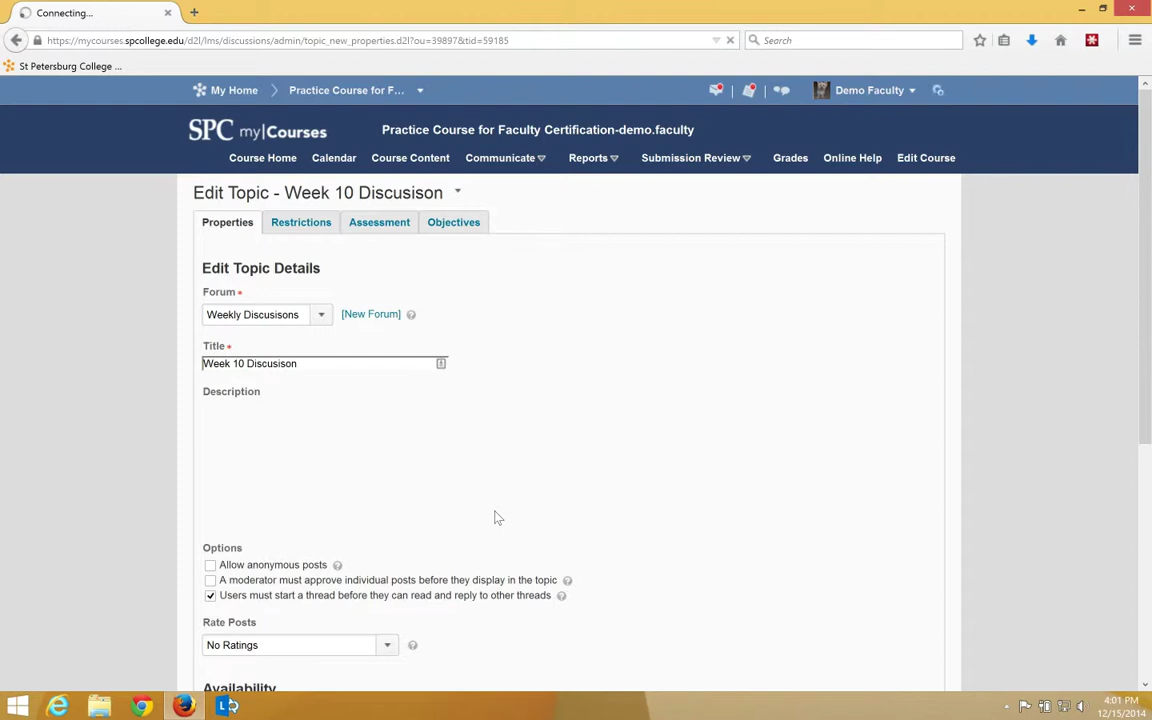 Connecting...
https://mycourses.spcollege.edu/d2l/lms/discussions/admin/topic_new_properties.d2l?ou=39897&tid=59185
Search
St Petersburg College ...
My Home
Practice Course for F...
Demo Faculty
SPC my|Courses
Practice Course for Faculty Certification-demo.faculty
Course Home
Calendar
Course Content
Communicate
Reports
Submission Review
Grades
Online Help
Edit Course
Edit Topic - Week 10 Discusison
Properties
Restrictions
Assessment
Objectives
Edit Topic Details
Forum *
Weekly Discusisons
[New Forum]
Title *
Week 10 Discusison
Description
Options
Allow anonymous posts
A moderator must approve individual posts before they display in the topic
Users must start a thread before they can read and reply to other threads
Rate Posts
No Ratings
Availability
4:01 PM
12/15/2014